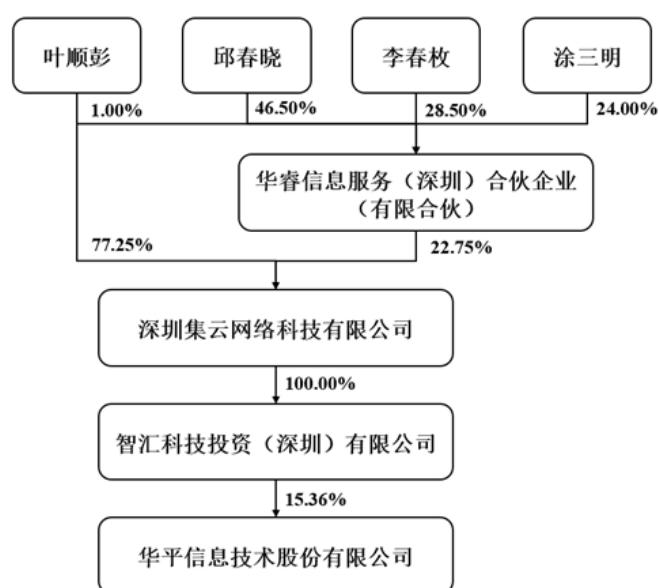 叶顺彭
邱春晓
李春枚
涂三明
1.00%
46.50%
28.50%
24.00%
华睿信息服务（深圳）合伙企业
（有限合伙）
77.25%
22.75%
深圳集云网络科技有限公司
100.00%
智汇科技投资（深圳）有限公司
15.36%
华平信息技术股份有限公司